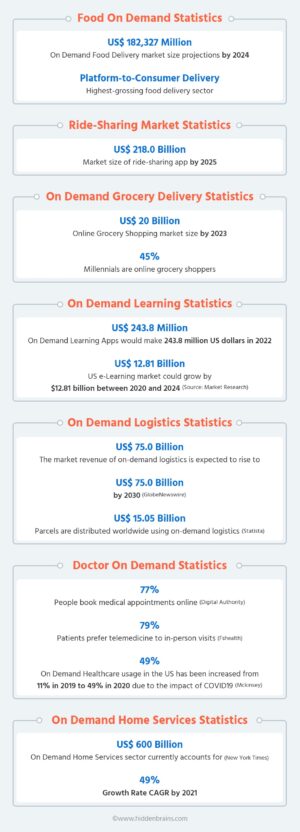 Food On Demand Statistics
US$ 182,327 Million
On Demand Food Delivery market size projections by 2024
Platform-to-Consumer Delivery
Highest-grossing food delivery sector
Ride-Sharing Market Statistics
US$ 218.0 Billion
Market size of ride-sharing app by 2025
On Demand Grocery Delivery Statistics
US$ 20 Billion
Online Grocery Shopping market size by 2023
45%
Millennials are online grocery shoppers
On Demand Learning Statistics
US$ 243.8 Million
On Demand Learning Apps would make 243.8 million US dollars in 2022
US$ 12.81 Billion
US e-Learning market could grow by
$12.81 billion between 2020 and 2024 (Source: Market Research)
On Demand Logistics Statistics
US$ 75.0 Billion
The market revenue of on-demand logistics is expected to rise to
US$ 75.0 Billion
by 2030 (GlobeNewswire)
US$ 15.05 Billion
Parcels are distributed worldwide using on-demand logistics (Statista)
Doctor On Demand Statistics
77%
People book medical appointments online (Digital Authority)
79%
Patients prefer telemedicine to in-person visits (Fshealth)
49%
On Demand Healthcare usage in the US has been increased from
11% in 2019 to 49% in 2020 due to the impact of COVID19 (Mckinsey)
On Demand Home Services Statistics
US$ 600 Billion
On Demand Home Services sector currently accounts for (New York Times)
49%
Growth Rate CAGR by 2021
©www.hiddenbrains.com